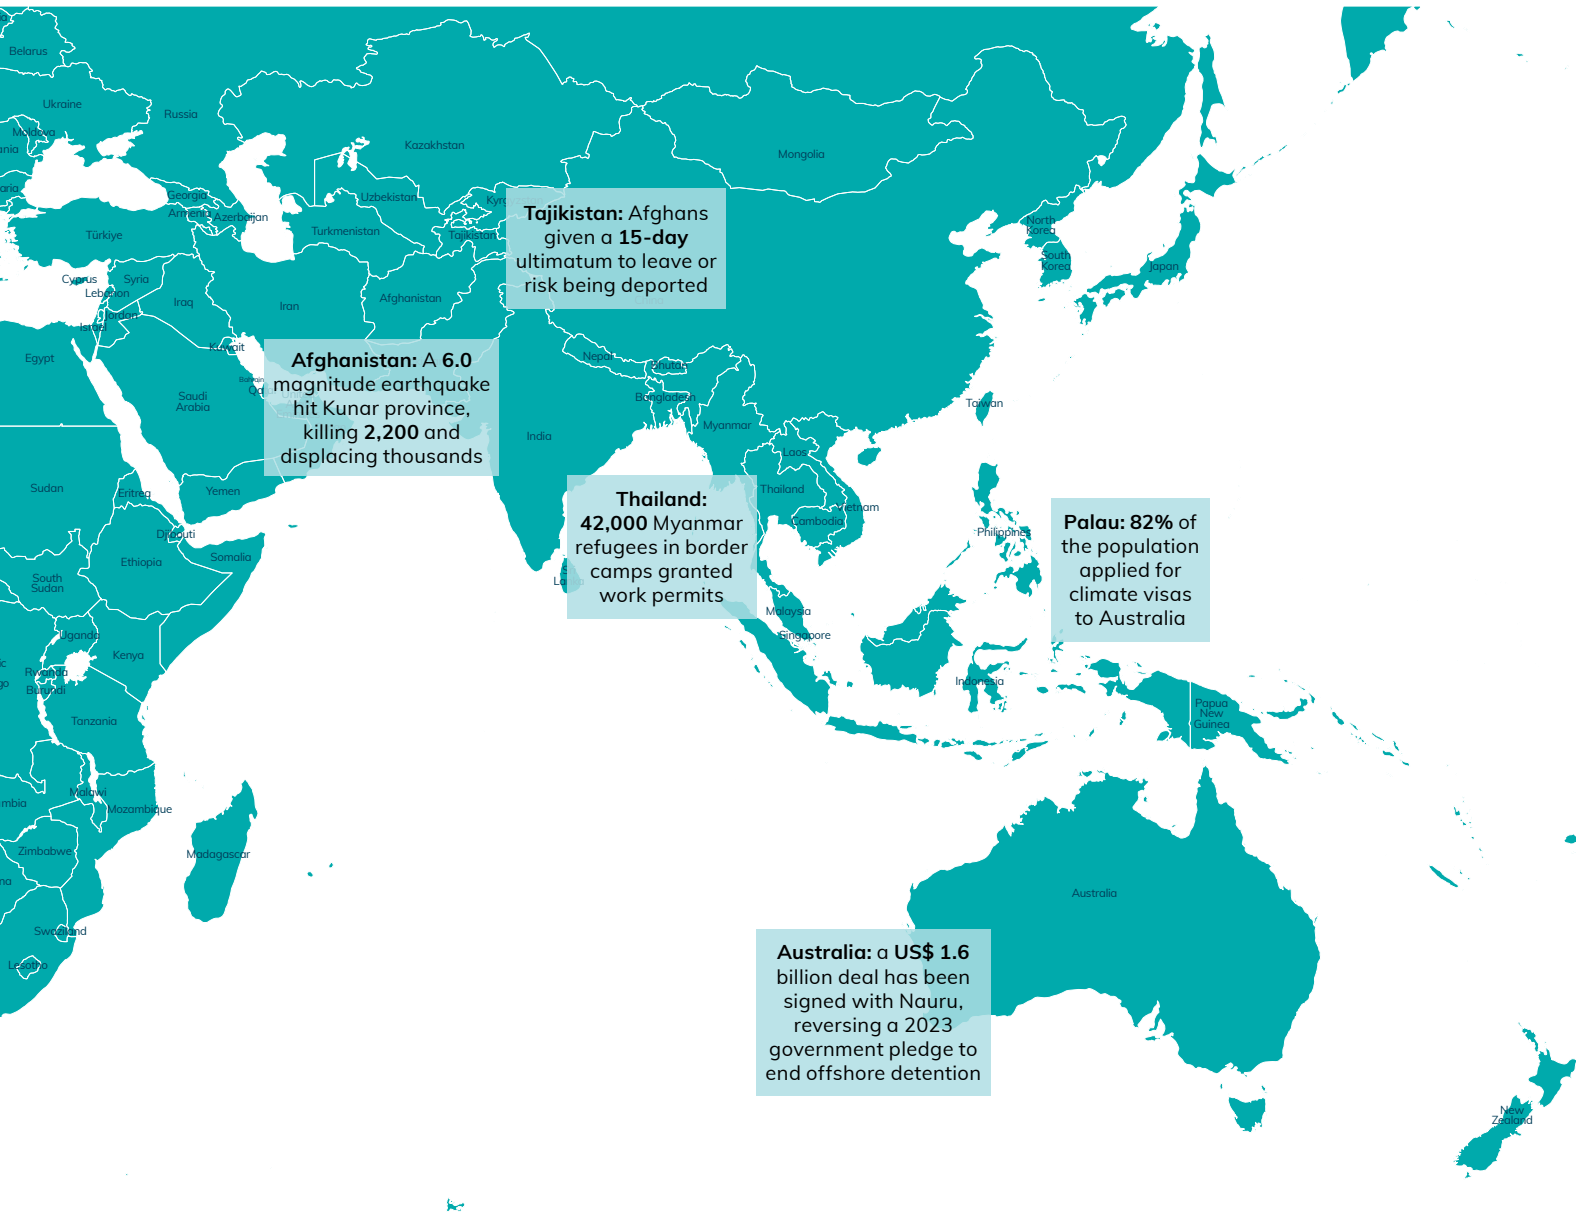 Belarus
Ukraine
Russia
Moldova
Kazakhstan
Mongolia
Georgia
Armenia
Azerbaijan
Uzbekistan
Turkmenistan
Tajikistan
Türkiye
Cyprus
Syria
Lebanon
Iraq
Iran
Afghanistan
Jordan
Israel
Egypt
Kuwait
Bahrain
Saudi
Arabia
North
Korea
South
Korea
Japan
China
Tajikistan: Afghans
given a 15-day
ultimatum to leave or
risk being deported
Afghanistan: A 6.0
magnitude earthquake
hit Kunar province,
killing 2,200 and
displacing thousands
Nepal
Bhutan
Bangladesh
India
Myanmar
Taiwan
Laos
Thailand
Vietnam
Cambodia
Philippines
Sudan
Eritrea
Yemen
Djibouti
Ethiopia
Somalia
South
Sudan
Thailand:
42,000 Myanmar
refugees in border
camps granted
work permits
Palau: 82% of
the population
applied for
climate visas
to Australia
Malaysia
Singapore
Indonesia
Papua
New
Guinea
Uganda
Kenya
Rwanda
Burundi
Tanzania
Malawi
Mozambique
Zimbabwe
Madagascar
Swaziland
Lesotho
Australia
Australia: a US$ 1.6
billion deal has been
signed with Nauru,
reversing a 2023
government pledge to
end offshore detention
New
Zealand